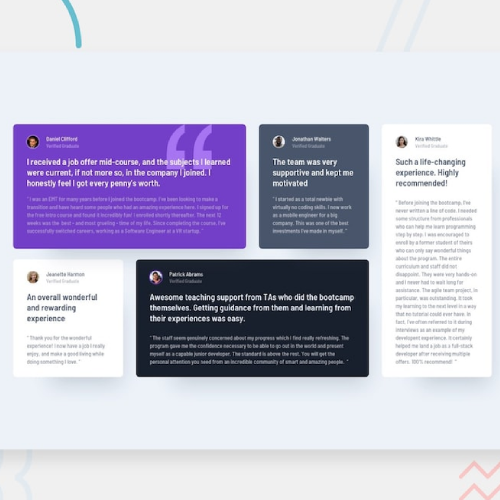 Daniel Clifford
Verified Graduate
I received a job offer mid-course, and the subjects I learned
were current, if not more so, in the company I joined. I
honestly feel I got every penny's worth.
" I was an EMT for many years before I joined the bootcamp. I've been looking to make a
transition and have heard some people who had an amazing experience here. I signed up for
the free intro course and found it incredibly fun! I enrolled shortly thereafter. The next 12
weeks was the best - and most grueling - time of my life. Since completing the course, I've
successfully switched careers, working as a Software Engineer at a VR startup. "
Jonathan Walters
Verified Graduate
The team was very
supportive and kept me
motivated
" I started as a total newbie with
virtually no coding skills. I now work
as a mobile engineer for a big
company. This was one of the best
investments I've made in myself. "
Kira Whittle
Verified Graduate
Such a life-changing
experience. Highly
recommended!
" Before joining the bootcamp, I've
never written a line of code. I needed
some structure from professionals
who can help me learn programming
step by step. I was encouraged to
enroll by a former student of theirs
who can only say wonderful things
about the program. The entire
curriculum and staff did not
disappoint. They were very hands-on
and I never had to wait long for
assistance. The agile team project, in
particular, was outstanding. It took
my learning to the next level in a way
that no tutorial could ever have. In
fact, I've often referred to it during
interviews as an example of my
development experience. It certainly
helped me land a job as a full-stack
developer after receiving multiple
offers. 100% recommend! "
Jeanette Harmon
Verified Graduate
An overall wonderful
and rewarding
experience
" Thank you for the wonderful
experience! I now have a job I really
enjoy, and make a good living while
doing something I love. "
Patrick Abrams
Verified Graduate
Awesome teaching support from TAs who did the bootcamp
themselves. Getting guidance from them and learning from
their experiences was easy.
" The staff seem genuinely concerned about my progress which I find really refreshing. The
program gave me the confidence necessary to be able to go out in the world and present
myself as a capable junior developer. The standard is above the rest. You will get the
personal attention you need from an incredible community of smart and amazing people. "